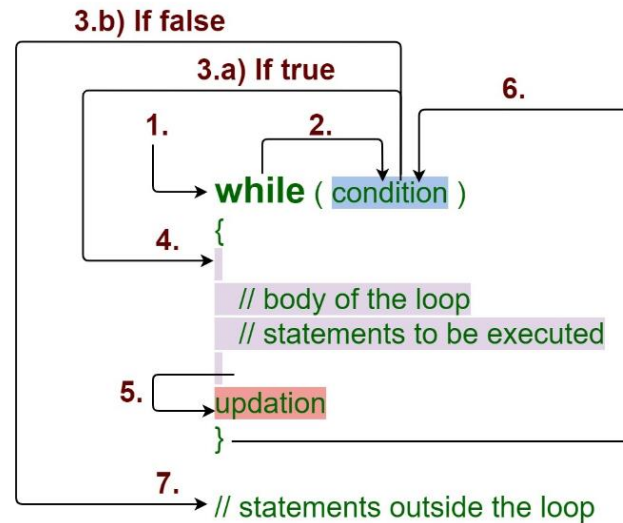 3.b) If false
3.a) If true
6.
1.
2.
while ( condition )
{
4.
// body of the loop
// statements to be executed
5.
updation
}
7.
// statements outside the loop